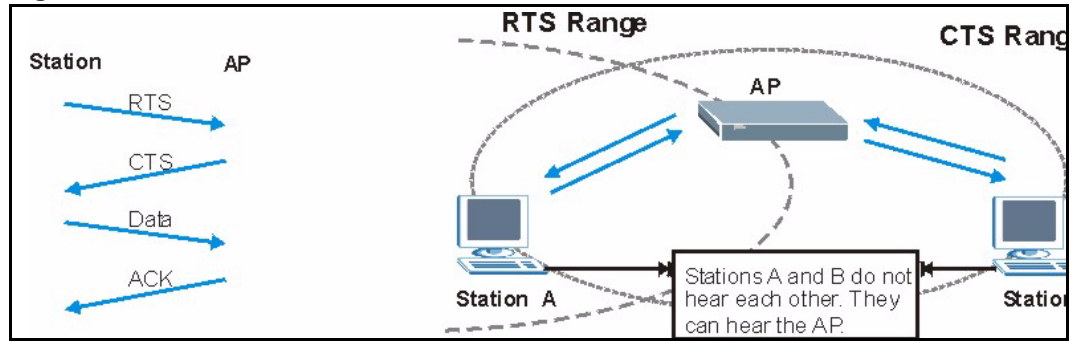 RTS Range
CTS Rang
Station
AP
RTS
CTS
Data
ACK
AP
Station A
Stations A and B do not
hear each other. They
can hear the AP.
Station